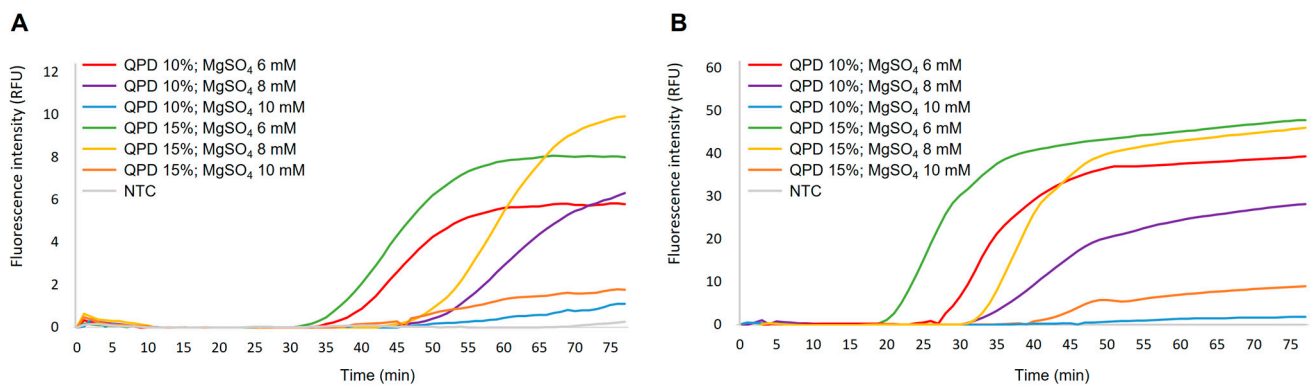 A
Fluorescence intensity (RFU)
12
10
8
6
4
2
0
QPD 10%; MgSO₄ 6 mM
QPD 10%; MgSO₄ 8 mM
QPD 10%; MgSO₄ 10 mM
QPD 15%; MgSO₄ 6 mM
QPD 15%; MgSO₄ 8 mM
QPD 15%; MgSO₄ 10 mM
NTC
0 5 10 15 20 25 30 35 40 45 50 55 60 65 70 75
Time (min)
B
Fluorescence intensity (RFU)
60
50
40
30
20
10
0
QPD 10%; MgSO₄ 6 mM
QPD 10%; MgSO₄ 8 mM
QPD 10%; MgSO₄ 10 mM
QPD 15%; MgSO₄ 6 mM
QPD 15%; MgSO₄ 8 mM
QPD 15%; MgSO₄ 10 mM
NTC
0 5 10 15 20 25 30 35 40 45 50 55 60 65 70 75
Time (min)